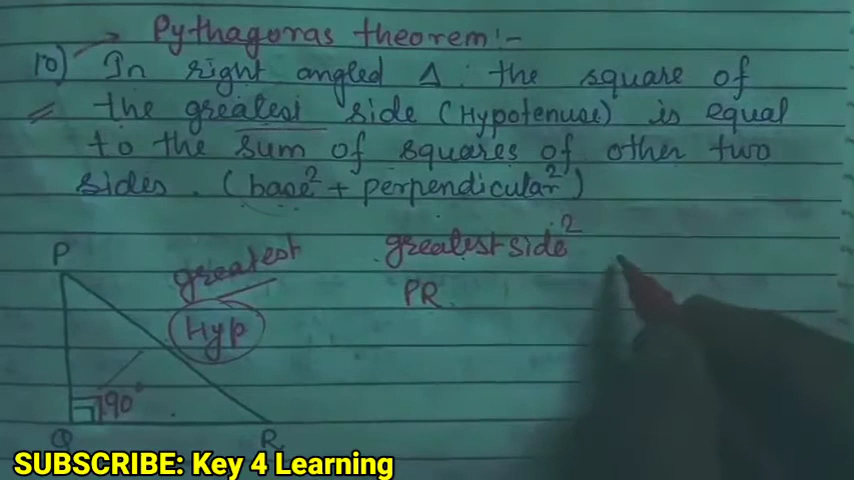 Pythagoras theorem :-
10) In right angled Δ. the square of
the greatest side (Hypotenuse) is equal
to the sum of squares of other two
sides. (base² + perpendicular²)
P
greatest
greatest side²
PR
Hyp
90°
Q
R
SUBSCRIBE: Key 4 Learning